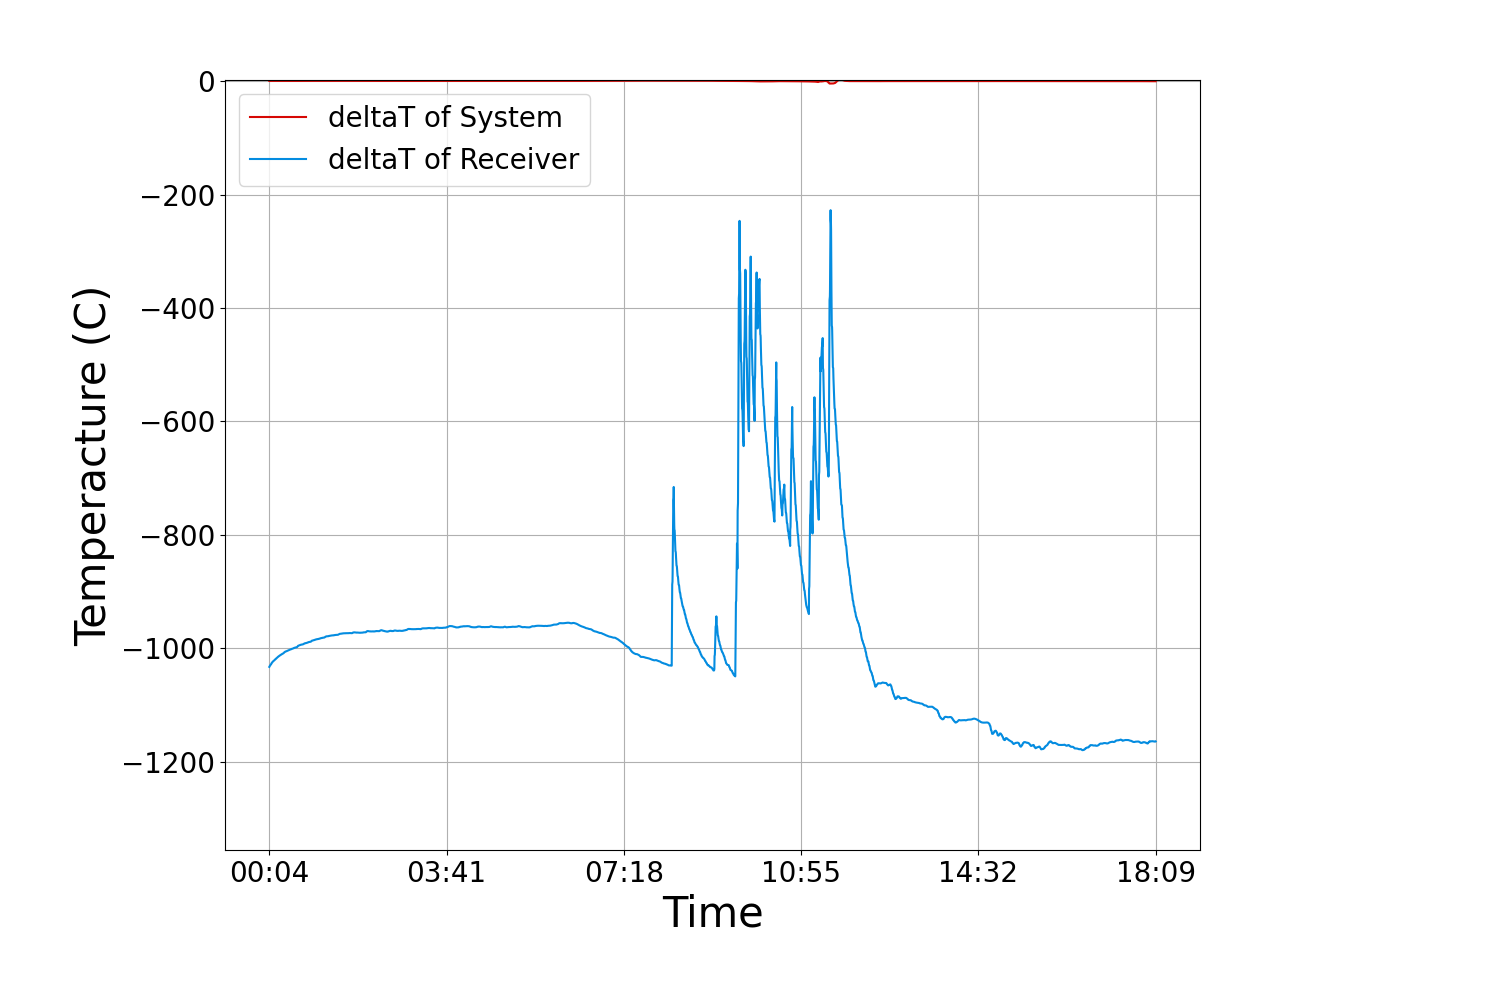 0
deltaT of System
deltaT of Receiver
−200
−400
−600
−800
−1000
−1200
Temperacture (C)
00:04 03:41 07:18 10:55 14:32 18:09
Time